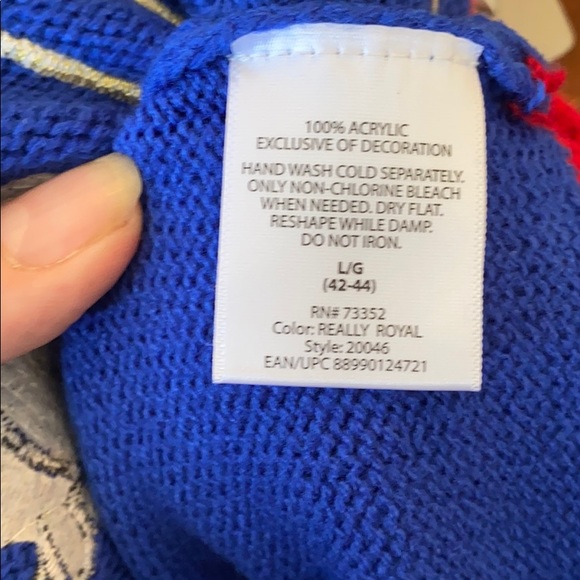 100% ACRYLIC
EXCLUSIVE OF DECORATION
HAND WASH COLD SEPARATELY.
ONLY NON-CHLORINE BLEACH
WHEN NEEDED. DRY FLAT.
RESHAPE WHILE DAMP.
DO NOT IRON.
L/G
(42-44)
RN# 73352
Color: REALLY ROYAL
Style: 20046
EAN/UPC 88990124721